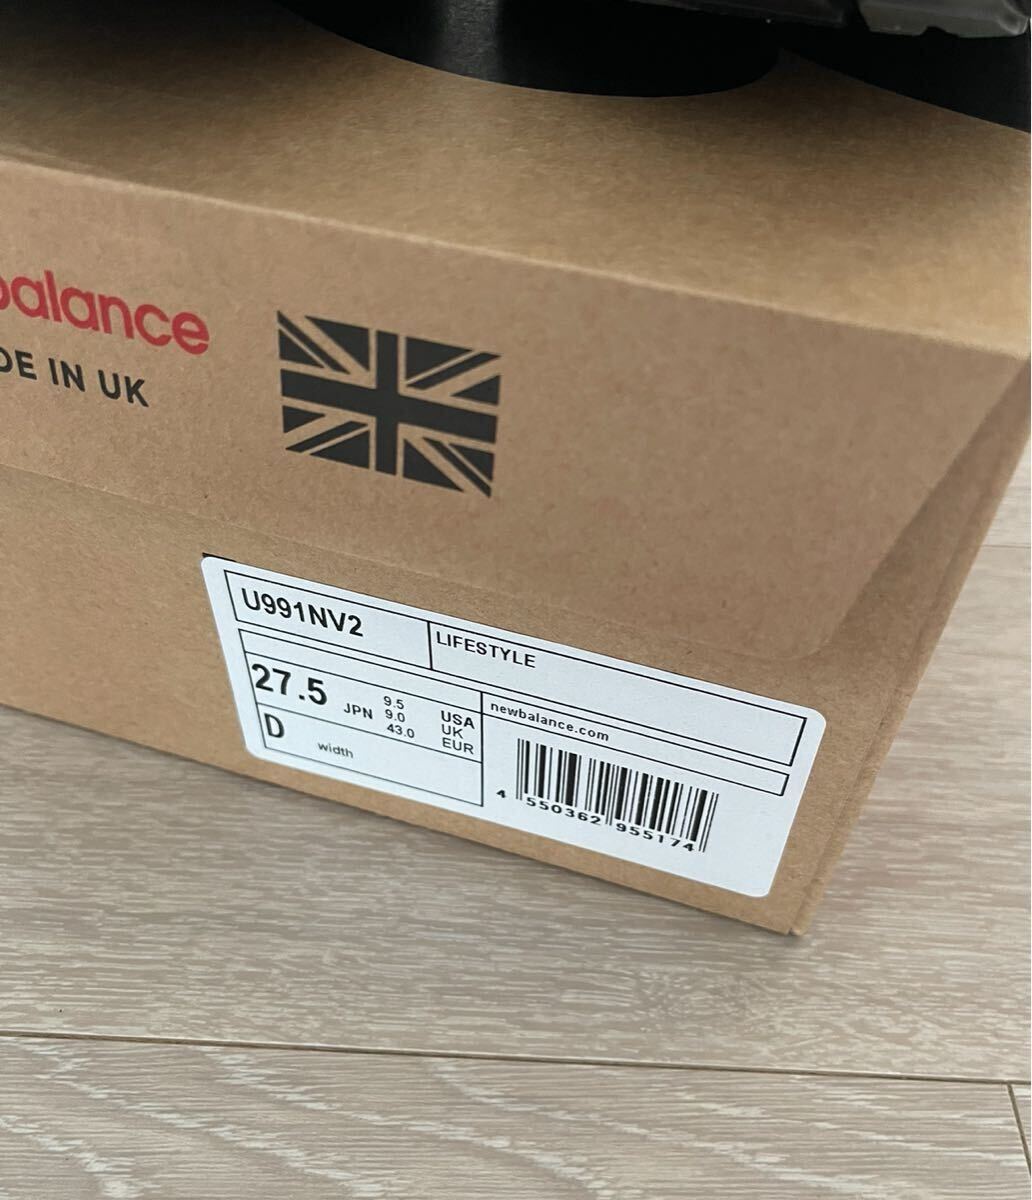 balance
DE IN UK
U991NV2
LIFESTYLE
27.5 JPN
9.5 USA
9.0 UK
43.0 EUR
D width
newbalance.com
4 550362 955174